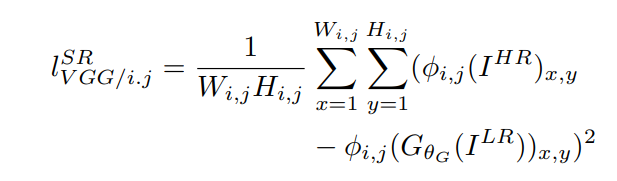 $l^{SR}_{VGG/i.j} = \frac{1}{W_{i,j}H_{i,j}} \sum_{x=1}^{W_{i,j}} \sum_{y=1}^{H_{i,j}} (\phi_{i,j}(I^{HR})_{x,y}$
$- \phi_{i,j}(G_{\theta_G}(I^{LR}))_{x,y})^2$